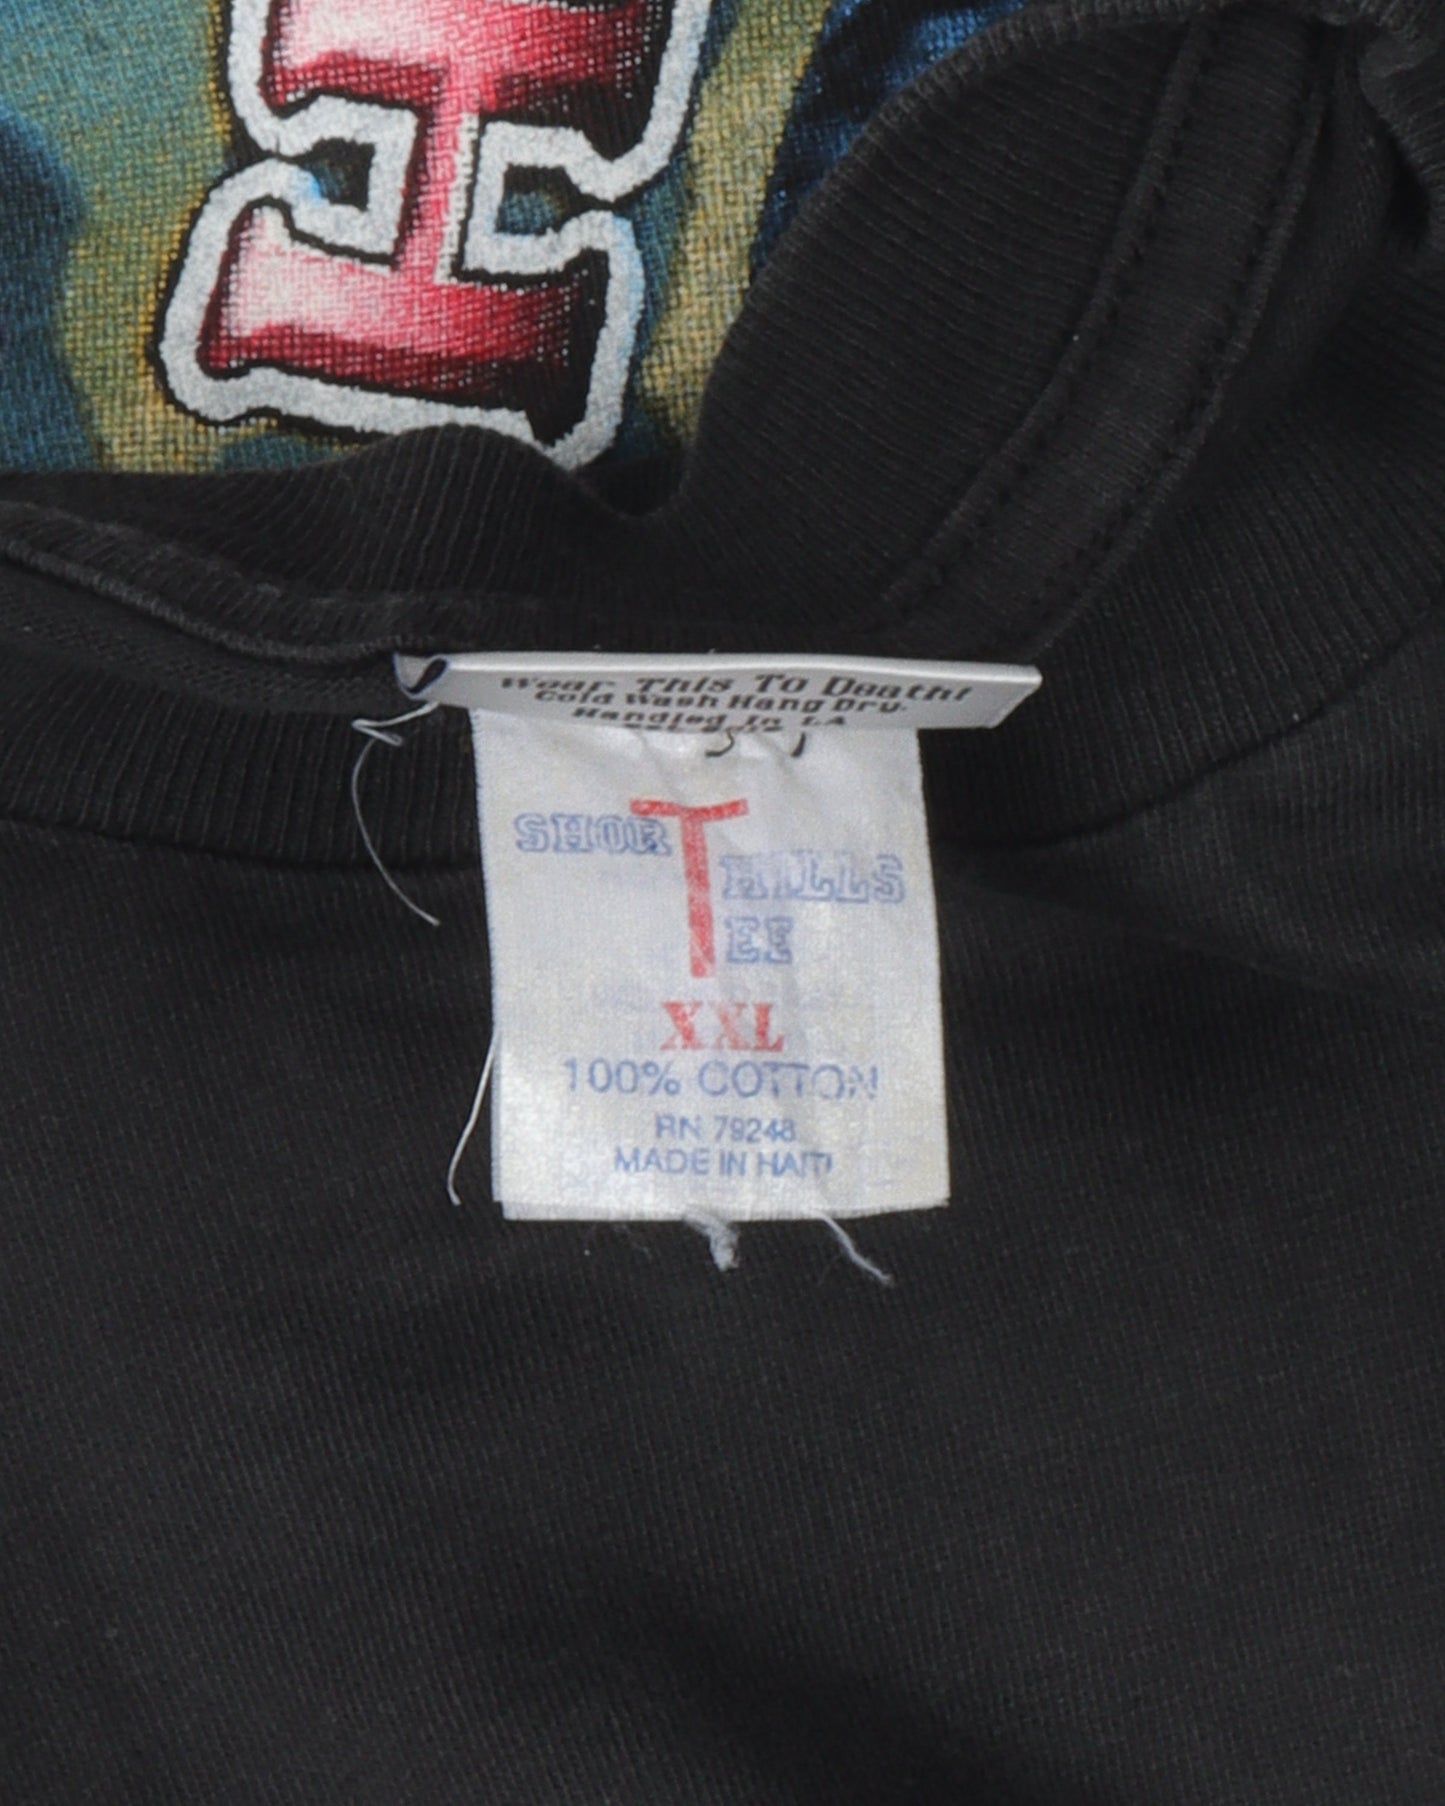 Wear This To Death!
Cold Wash Hang Dry.
Handled In LA
SHORT HILLS
TEE
XXL
100% COTTON
RN 79248
MADE IN HAITI